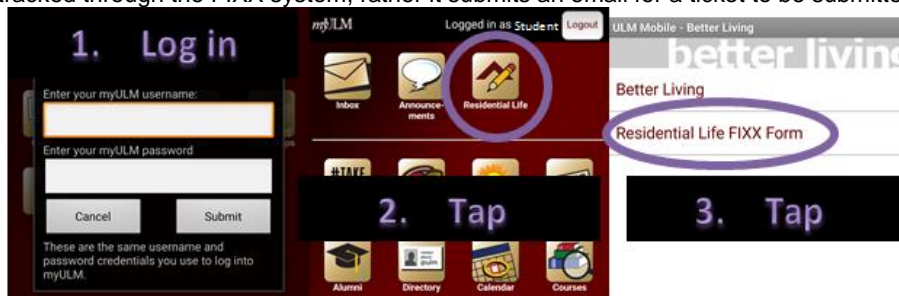 tracked through the FIXX system, rather it submits an email for a ticket to be submitte
1. Log in
Enter your myULM username:
Enter your myULM password
Cancel Submit
These are the same username and
password credentials you use to log into
myULM.
myULM Logged in as Student Logout
Inbox Announce-
ments Residential Life
#TAKE
2. Tap
Alumni Directory Calendar Courses
ULM Mobile - Better Living
better living
Better Living
Residential Life FIXX Form
3. Tap